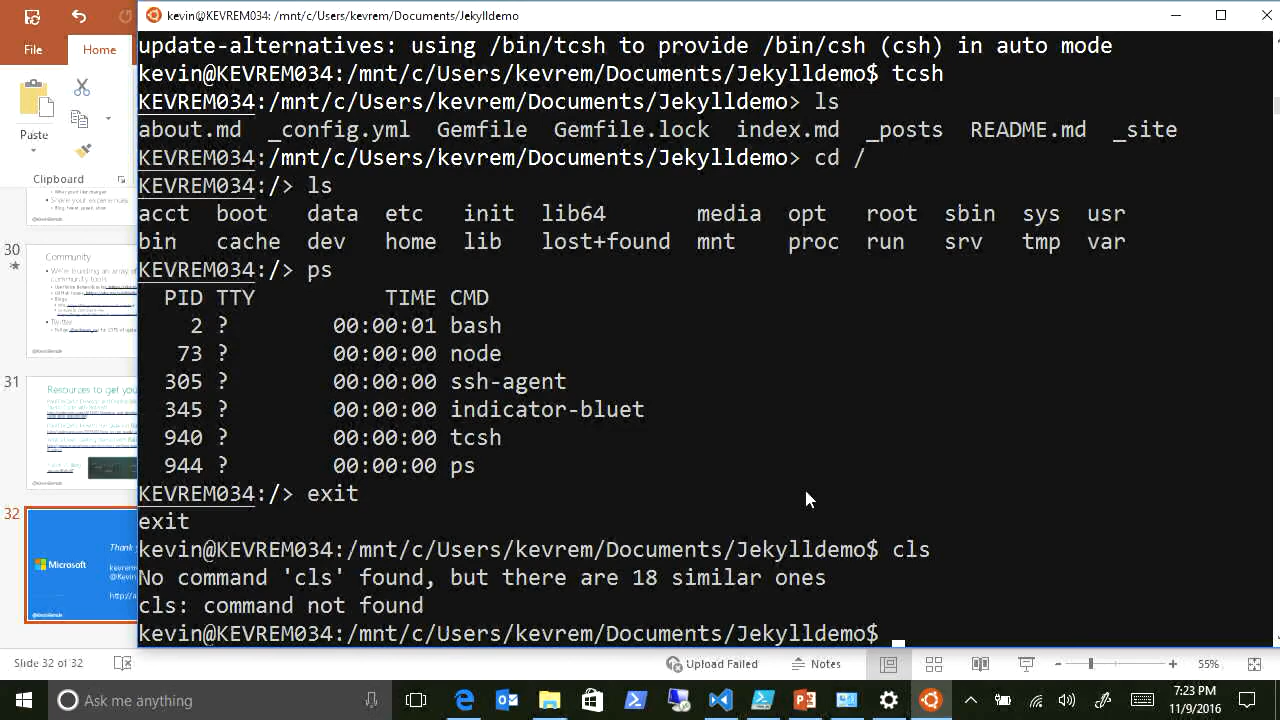 kevin@KEVREM034: /mnt/c/Users/kevrem/Documents/Jekylldemo
File Home
update-alternatives: using /bin/tcsh to provide /bin/csh (csh) in auto mode
kevin@KEVREM034:/mnt/c/Users/kevrem/Documents/Jekylldemo$ tcsh
KEVREM034:/mnt/c/Users/kevrem/Documents/Jekylldemo> ls
about.md _config.yml Gemfile Gemfile.lock index.md _posts README.md _site
KEVREM034:/mnt/c/Users/kevrem/Documents/Jekylldemo> cd /
KEVREM034:/> ls
acct boot data etc init lib64 media opt root sbin sys usr
bin cache dev home lib lost+found mnt proc run srv tmp var
KEVREM034:/> ps
PID TTY TIME CMD
2 ? 00:00:01 bash
73 ? 00:00:00 node
305 ? 00:00:00 ssh-agent
345 ? 00:00:00 indicator-bluet
940 ? 00:00:00 tcsh
944 ? 00:00:00 ps
KEVREM034:/> exit
exit
kevin@KEVREM034:/mnt/c/Users/kevrem/Documents/Jekylldemo$ cls
No command 'cls' found, but there are 18 similar ones
cls: command not found
kevin@KEVREM034:/mnt/c/Users/kevrem/Documents/Jekylldemo$
Paste
Clipboard
30
Community
31
Resources to get you
32
Thank
Microsoft
kevrem
@Kevin
http://a
Slide 32 of 32
Upload Failed
Notes
55%
Ask me anything
7:23 PM
11/9/2016